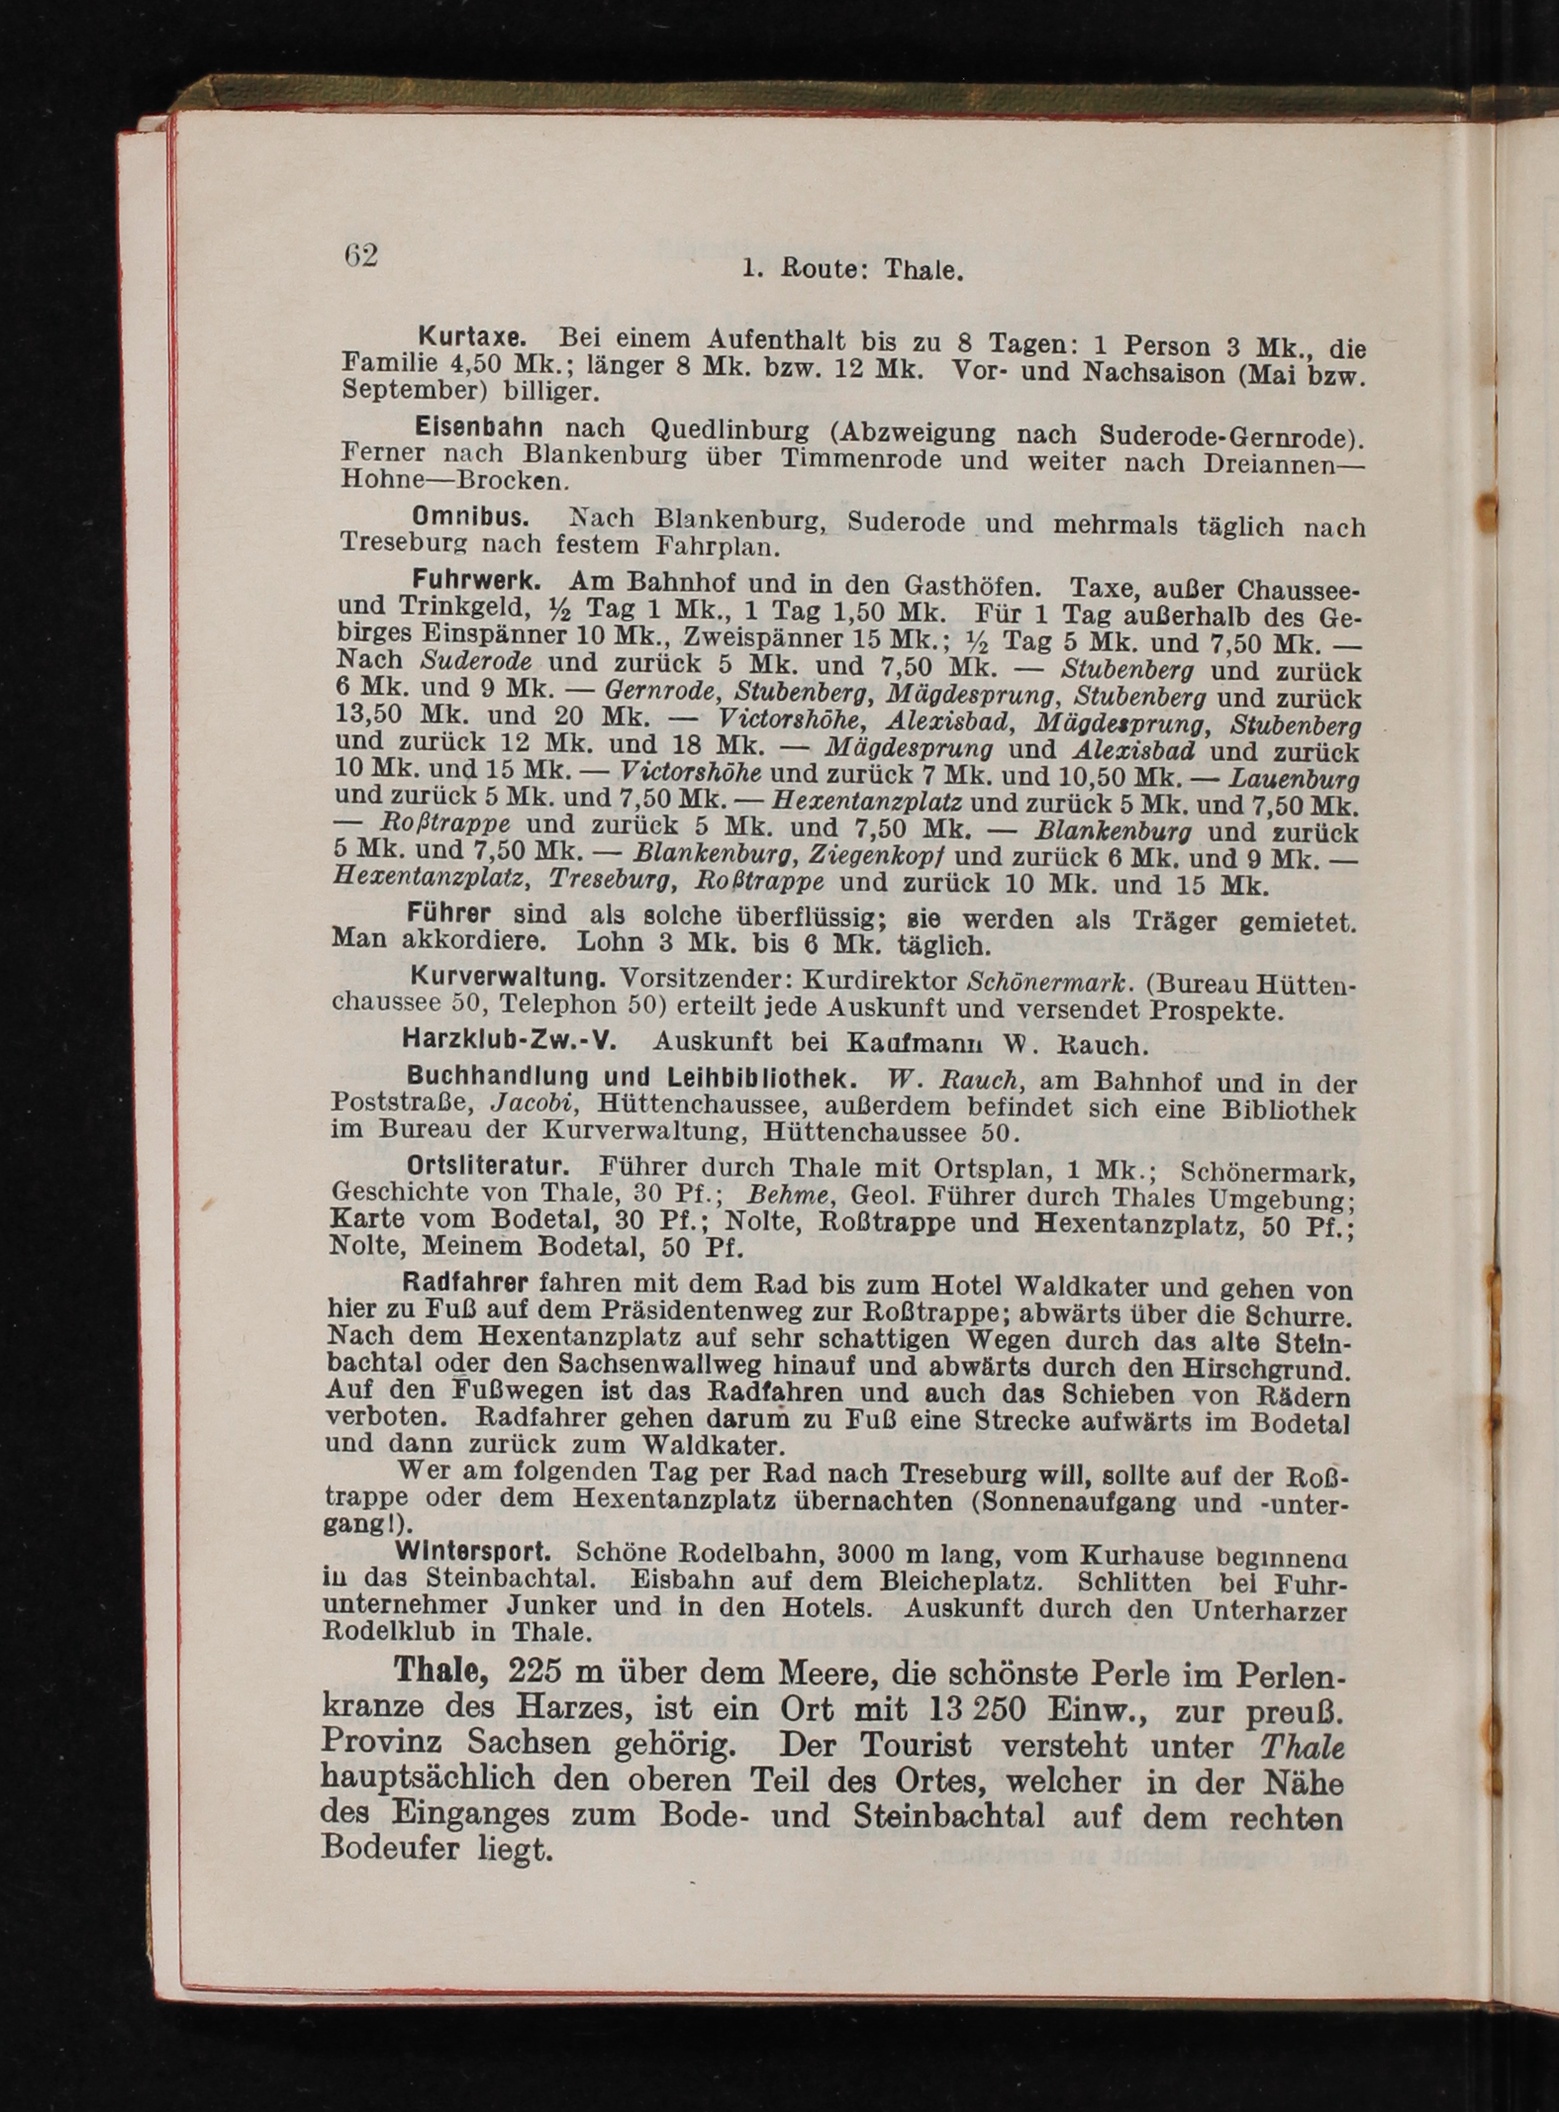 62
1. Route: Thale.
Kurtaxe. Bei einem Aufenthalt bis zu 8 Tagen: 1 Person 3 Mk., die
Familie 4,50 Mk.; länger 8 Mk. bzw. 12 Mk. Vor- und Nachsaison (Mai bzw.
September) billiger.
Eisenbahn nach Quedlinburg (Abzweigung nach Suderode-Gernrode).
Ferner nach Blankenburg über Timmenrode und weiter nach Dreiannen—
Hohne—Brocken.
Omnibus. Nach Blankenburg, Suderode und mehrmals täglich nach
Treseburg nach festem Fahrplan.
Fuhrwerk. Am Bahnhof und in den Gasthöfen. Taxe, außer Chaussee-
und Trinkgeld, ½ Tag 1 Mk., 1 Tag 1,50 Mk. Für 1 Tag außerhalb des Ge-
birges Einspänner 10 Mk., Zweispänner 15 Mk.; ½ Tag 5 Mk. und 7,50 Mk. —
Nach Suderode und zurück 5 Mk. und 7,50 Mk. — Stubenberg und zurück
6 Mk. und 9 Mk. — Gernrode, Stubenberg, Mägdesprung, Stubenberg und zurück
13,50 Mk. und 20 Mk. — Victorshöhe, Alexisbad, Mägdesprung, Stubenberg
und zurück 12 Mk. und 18 Mk. — Mägdesprung und Alexisbad und zurück
10 Mk. und 15 Mk. — Victorshöhe und zurück 7 Mk. und 10,50 Mk. — Lauenburg
und zurück 5 Mk. und 7,50 Mk. — Hexentanzplatz und zurück 5 Mk. und 7,50 Mk.
— Roßtrappe und zurück 5 Mk. und 7,50 Mk. — Blankenburg und zurück
5 Mk. und 7,50 Mk. — Blankenburg, Ziegenkopf und zurück 6 Mk. und 9 Mk. —
Hexentanzplatz, Treseburg, Roßtrappe und zurück 10 Mk. und 15 Mk.
Führer sind als solche überflüssig; sie werden als Träger gemietet.
Man akkordiere. Lohn 3 Mk. bis 6 Mk. täglich.
Kurverwaltung. Vorsitzender: Kurdirektor Schönermark. (Bureau Hütten-
chaussee 50, Telephon 50) erteilt jede Auskunft und versendet Prospekte.
Harzklub-Zw.-V. Auskunft bei Kaufmann W. Rauch.
Buchhandlung und Leihbibliothek. W. Rauch, am Bahnhof und in der
Poststraße, Jacobi, Hüttenchaussee, außerdem befindet sich eine Bibliothek
im Bureau der Kurverwaltung, Hüttenchaussee 50.
Ortsliteratur. Führer durch Thale mit Ortsplan, 1 Mk.; Schönermark,
Geschichte von Thale, 30 Pf.; Behme, Geol. Führer durch Thales Umgebung;
Karte vom Bodetal, 30 Pf.; Nolte, Roßtrappe und Hexentanzplatz, 50 Pf.;
Nolte, Meinem Bodetal, 50 Pf.
Radfahrer fahren mit dem Rad bis zum Hotel Waldkater und gehen von
hier zu Fuß auf dem Präsidentenweg zur Roßtrappe; abwärts über die Schurre.
Nach dem Hexentanzplatz auf sehr schattigen Wegen durch das alte Stein-
bachtal oder den Sachsenwallweg hinauf und abwärts durch den Hirschgrund.
Auf den Fußwegen ist das Radfahren und auch das Schieben von Rädern
verboten. Radfahrer gehen darum zu Fuß eine Strecke aufwärts im Bodetal
und dann zurück zum Waldkater.
Wer am folgenden Tag per Rad nach Treseburg will, sollte auf der Roß-
trappe oder dem Hexentanzplatz übernachten (Sonnenaufgang und -unter-
gang!).
Wintersport. Schöne Rodelbahn, 3000 m lang, vom Kurhause beginnend
in das Steinbachtal. Eisbahn auf dem Bleicheplatz. Schlitten bei Fuhr-
unternehmer Junker und in den Hotels. Auskunft durch den Unterharzer
Rodelklub in Thale.
Thale, 225 m über dem Meere, die schönste Perle im Perlen-
kranze des Harzes, ist ein Ort mit 13 250 Einw., zur preuß.
Provinz Sachsen gehörig. Der Tourist versteht unter Thale
hauptsächlich den oberen Teil des Ortes, welcher in der Nähe
des Einganges zum Bode- und Steinbachtal auf dem rechten
Bodeufer liegt.